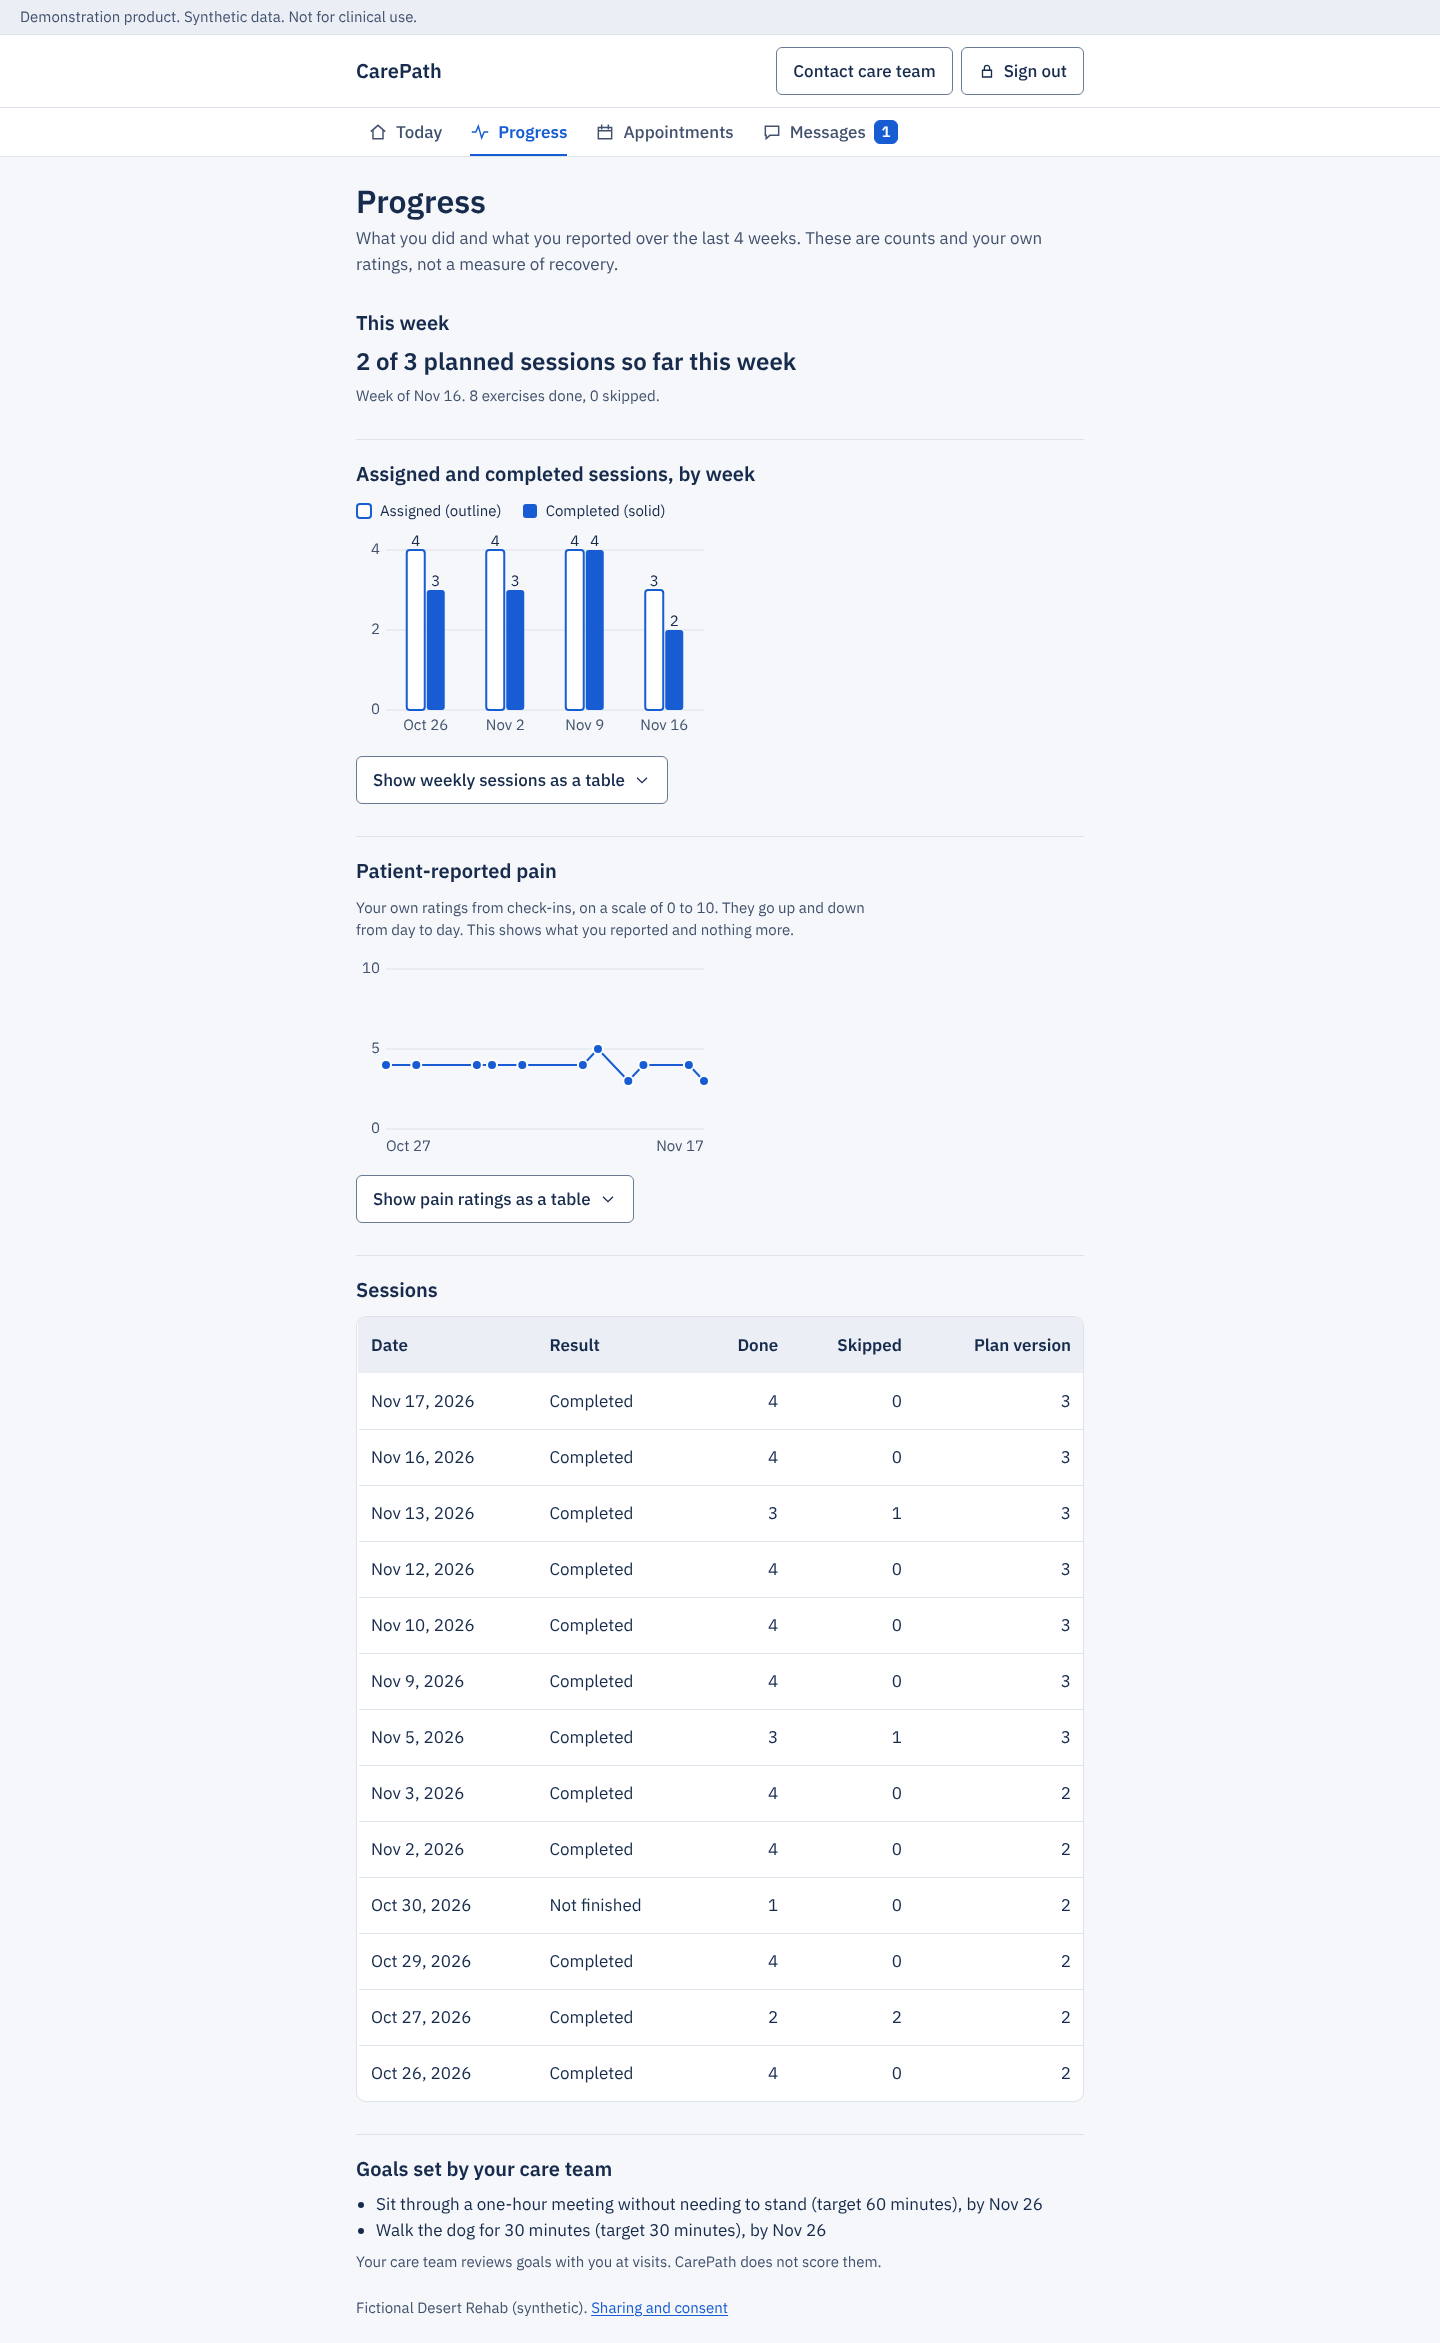 Demonstration product. Synthetic data. Not for clinical use.
CarePath
Contact care team
Sign out
Today
Progress
Appointments
Messages 1
Progress
What you did and what you reported over the last 4 weeks. These are counts and your own
ratings, not a measure of recovery.
This week
2 of 3 planned sessions so far this week
Week of Nov 16. 8 exercises done, 0 skipped.
Assigned and completed sessions, by week
Assigned (outline) Completed (solid)
4 4 4 4
4
3 3 3
2
2
0
Oct 26 Nov 2 Nov 9 Nov 16
Show weekly sessions as a table
Patient-reported pain
Your own ratings from check-ins, on a scale of 0 to 10. They go up and down
from day to day. This shows what you reported and nothing more.
10
5
0
Oct 27 Nov 17
Show pain ratings as a table
Sessions
Date Result Done Skipped Plan version
Nov 17, 2026 Completed 4 0 3
Nov 16, 2026 Completed 4 0 3
Nov 13, 2026 Completed 3 1 3
Nov 12, 2026 Completed 4 0 3
Nov 10, 2026 Completed 4 0 3
Nov 9, 2026 Completed 4 0 3
Nov 5, 2026 Completed 3 1 3
Nov 3, 2026 Completed 4 0 2
Nov 2, 2026 Completed 4 0 2
Oct 30, 2026 Not finished 1 0 2
Oct 29, 2026 Completed 4 0 2
Oct 27, 2026 Completed 2 2 2
Oct 26, 2026 Completed 4 0 2
Goals set by your care team
• Sit through a one-hour meeting without needing to stand (target 60 minutes), by Nov 26
• Walk the dog for 30 minutes (target 30 minutes), by Nov 26
Your care team reviews goals with you at visits. CarePath does not score them.
Fictional Desert Rehab (synthetic). Sharing and consent